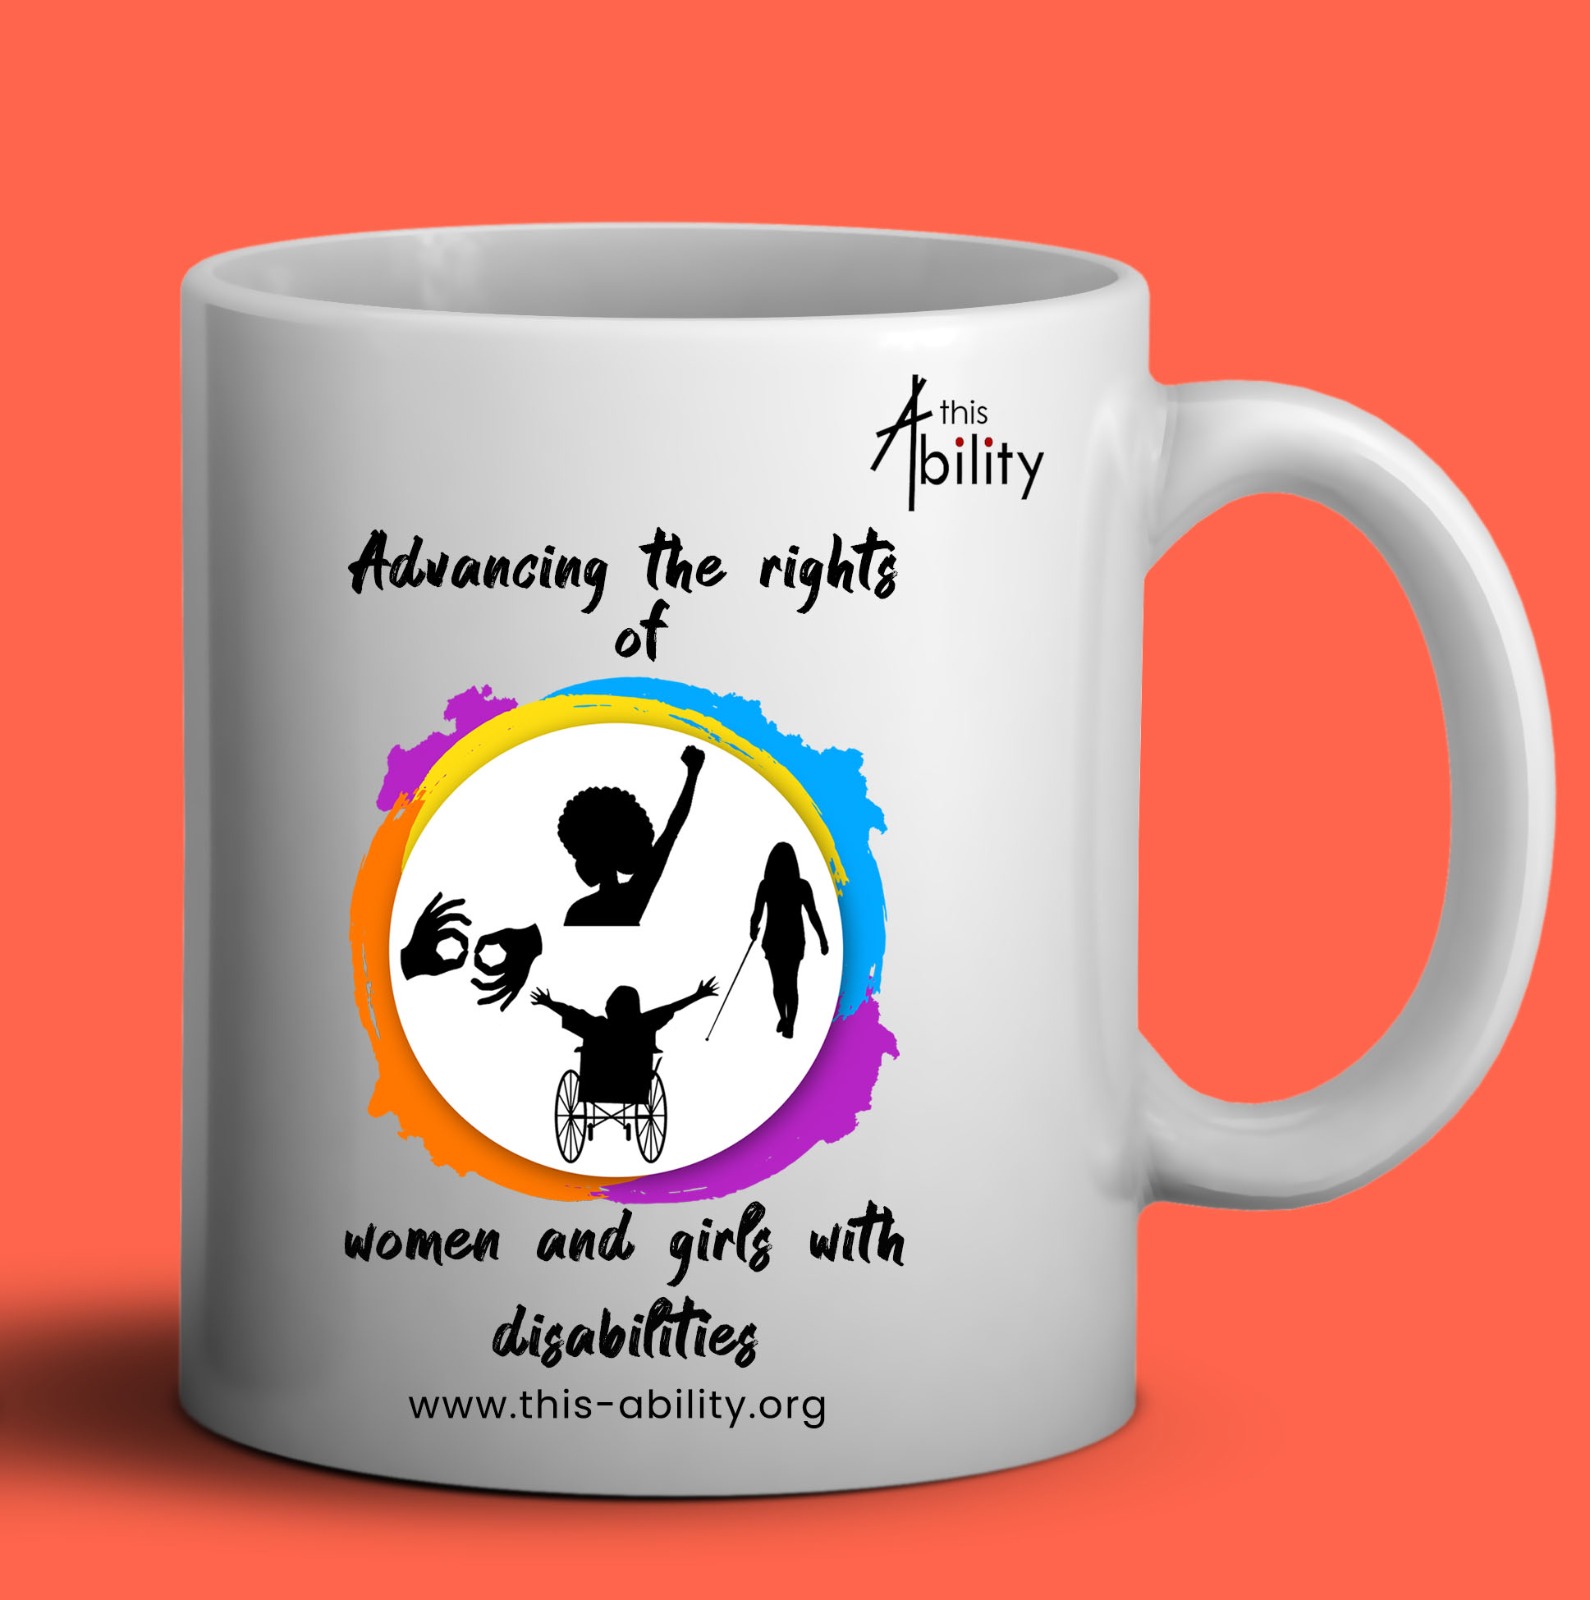 this
Ability
Advancing the rights
of
women and girls with
disabilities
www.this-ability.org